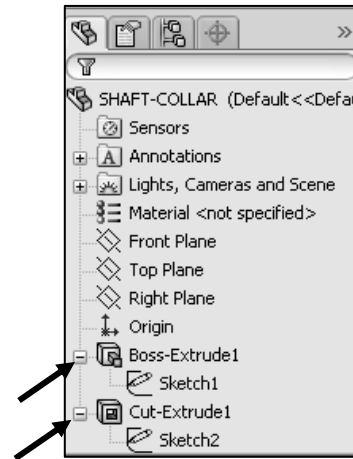 SHAFT-COLLAR (Default<<Defau
Sensors
A Annotations
Lights, Cameras and Scene
Material <not specified>
Front Plane
Top Plane
Right Plane
Origin
Boss-Extrude1
Sketch1
Cut-Extrude1
Sketch2